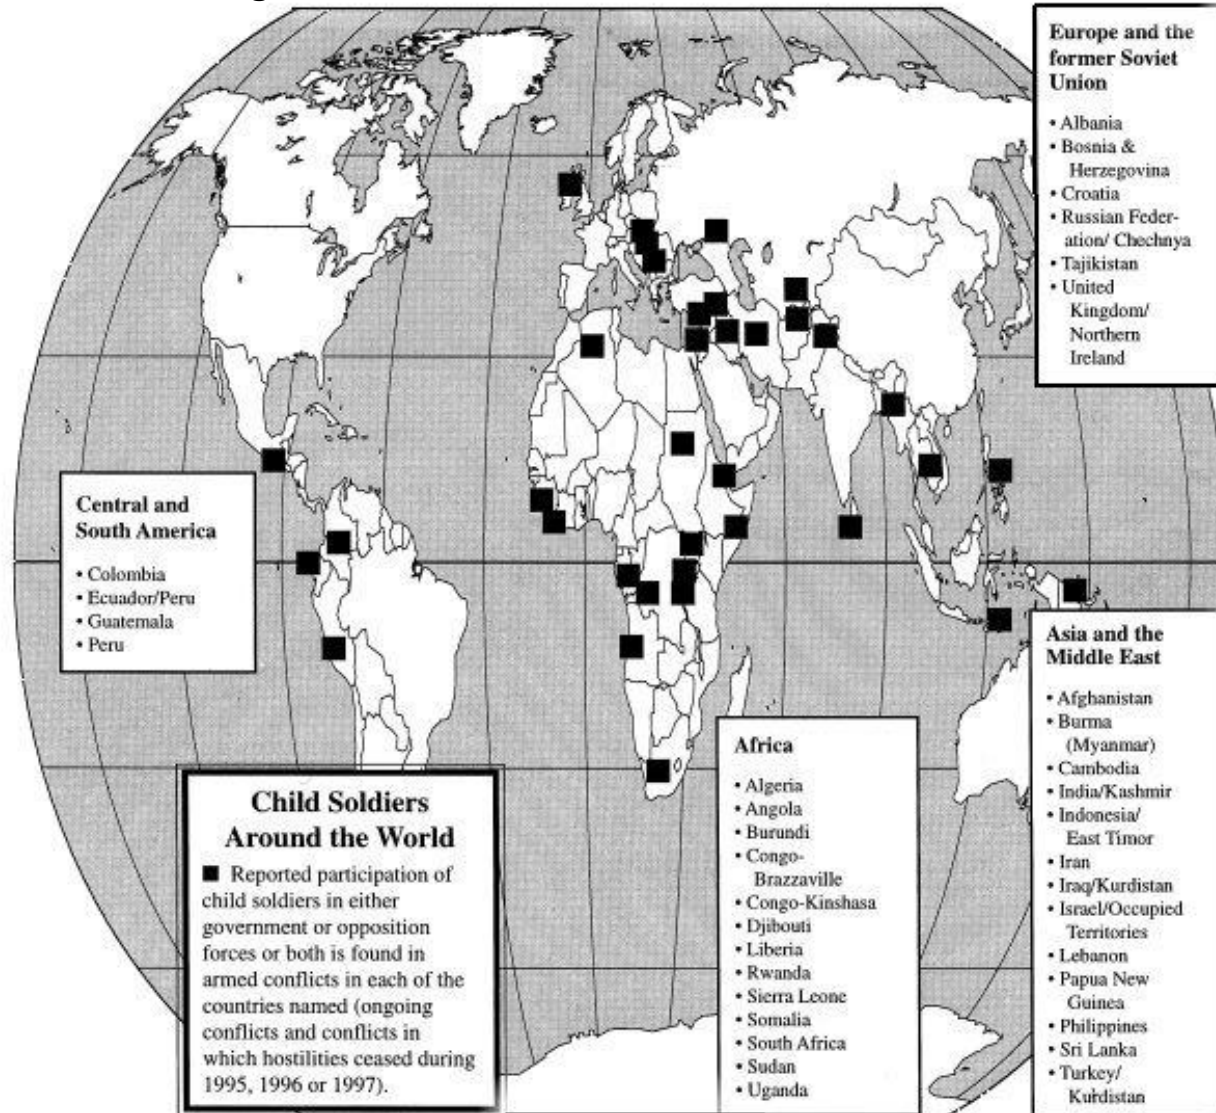 Europe and the
former Soviet
Union
• Albania
• Bosnia &
Herzegovina
• Croatia
• Russian Feder-
ation/ Chechnya
• Tajikistan
• United
Kingdom/
Northern
Ireland
Central and
South America
• Colombia
• Ecuador/Peru
• Guatemala
• Peru
Child Soldiers
Around the World
■ Reported participation of
child soldiers in either
government or opposition
forces or both is found in
armed conflicts in each of the
countries named (ongoing
conflicts and conflicts in
which hostilities ceased during
1995, 1996 or 1997).
Africa
• Algeria
• Angola
• Burundi
• Congo-
Brazzaville
• Congo-Kinshasa
• Djibouti
• Liberia
• Rwanda
• Sierra Leone
• Somalia
• South Africa
• Sudan
• Uganda
Asia and the
Middle East
• Afghanistan
• Burma
(Myanmar)
• Cambodia
• India/Kashmir
• Indonesia/
East Timor
• Iran
• Iraq/Kurdistan
• Israel/Occupied
Territories
• Lebanon
• Papua New
Guinea
• Philippines
• Sri Lanka
• Turkey/
Kurdistan